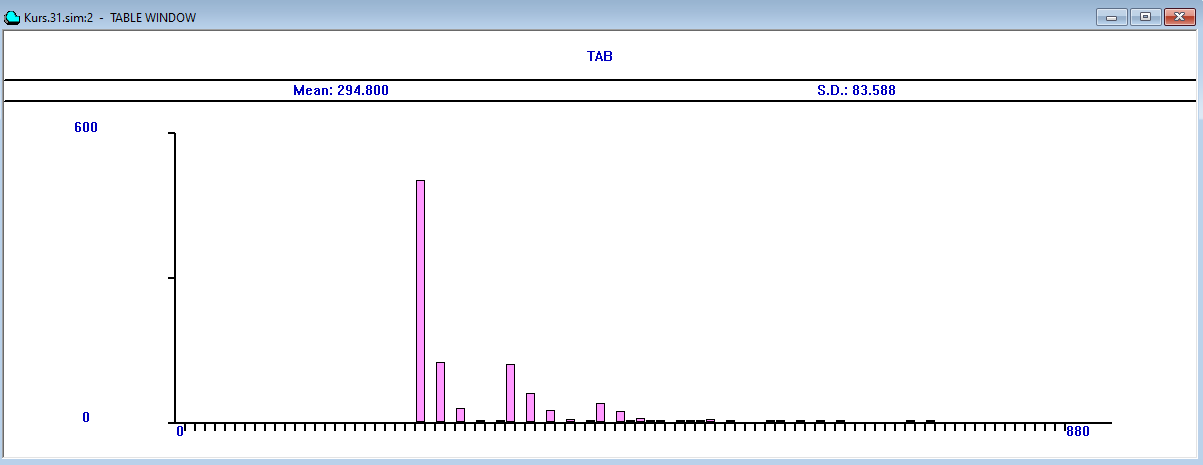 Kurs.31.sim:2 - TABLE WINDOW
TAB
Mean: 294.800 S.D.: 83.588
600
0
0 880